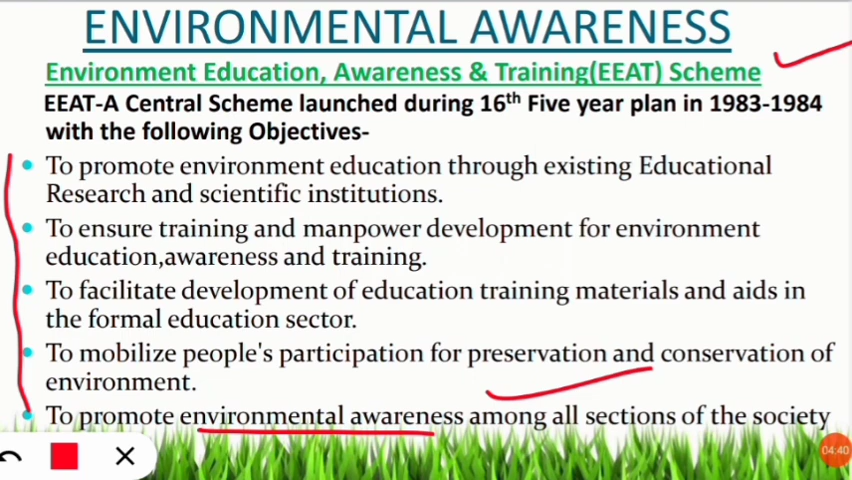 ENVIRONMENTAL AWARENESS
Environment Education, Awareness & Training(EEAT) Scheme
EEAT-A Central Scheme launched during 16th Five year plan in 1983-1984
with the following Objectives-
• To promote environment education through existing Educational
Research and scientific institutions.
• To ensure training and manpower development for environment
education,awareness and training.
• To facilitate development of education training materials and aids in
the formal education sector.
• To mobilize people's participation for preservation and conservation of
environment.
• To promote environmental awareness among all sections of the society
04:40